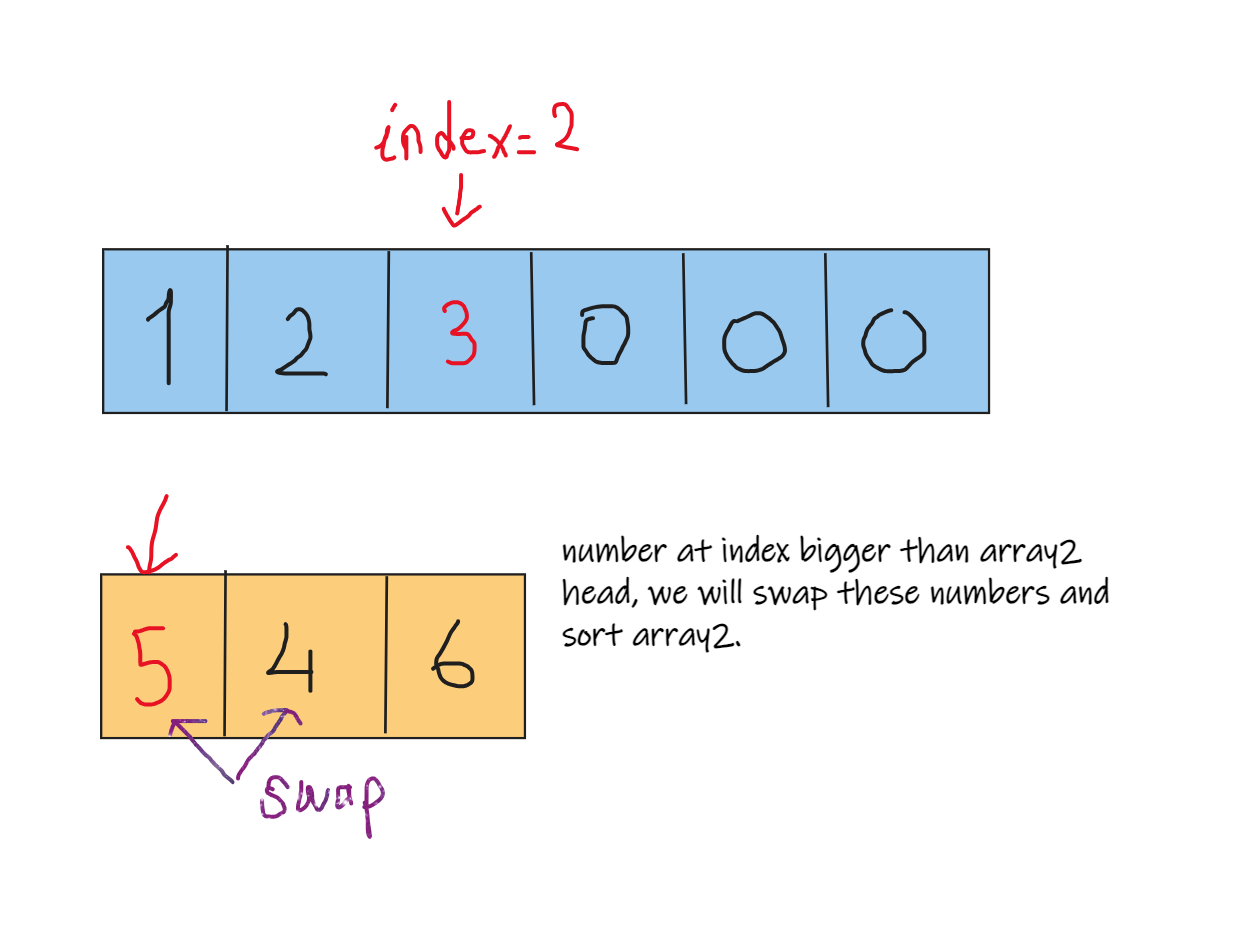 index=2
1 2 3 0 0 0
number at index bigger than array2
head, we will swap these numbers and
sort array2.
5 4 6
swap